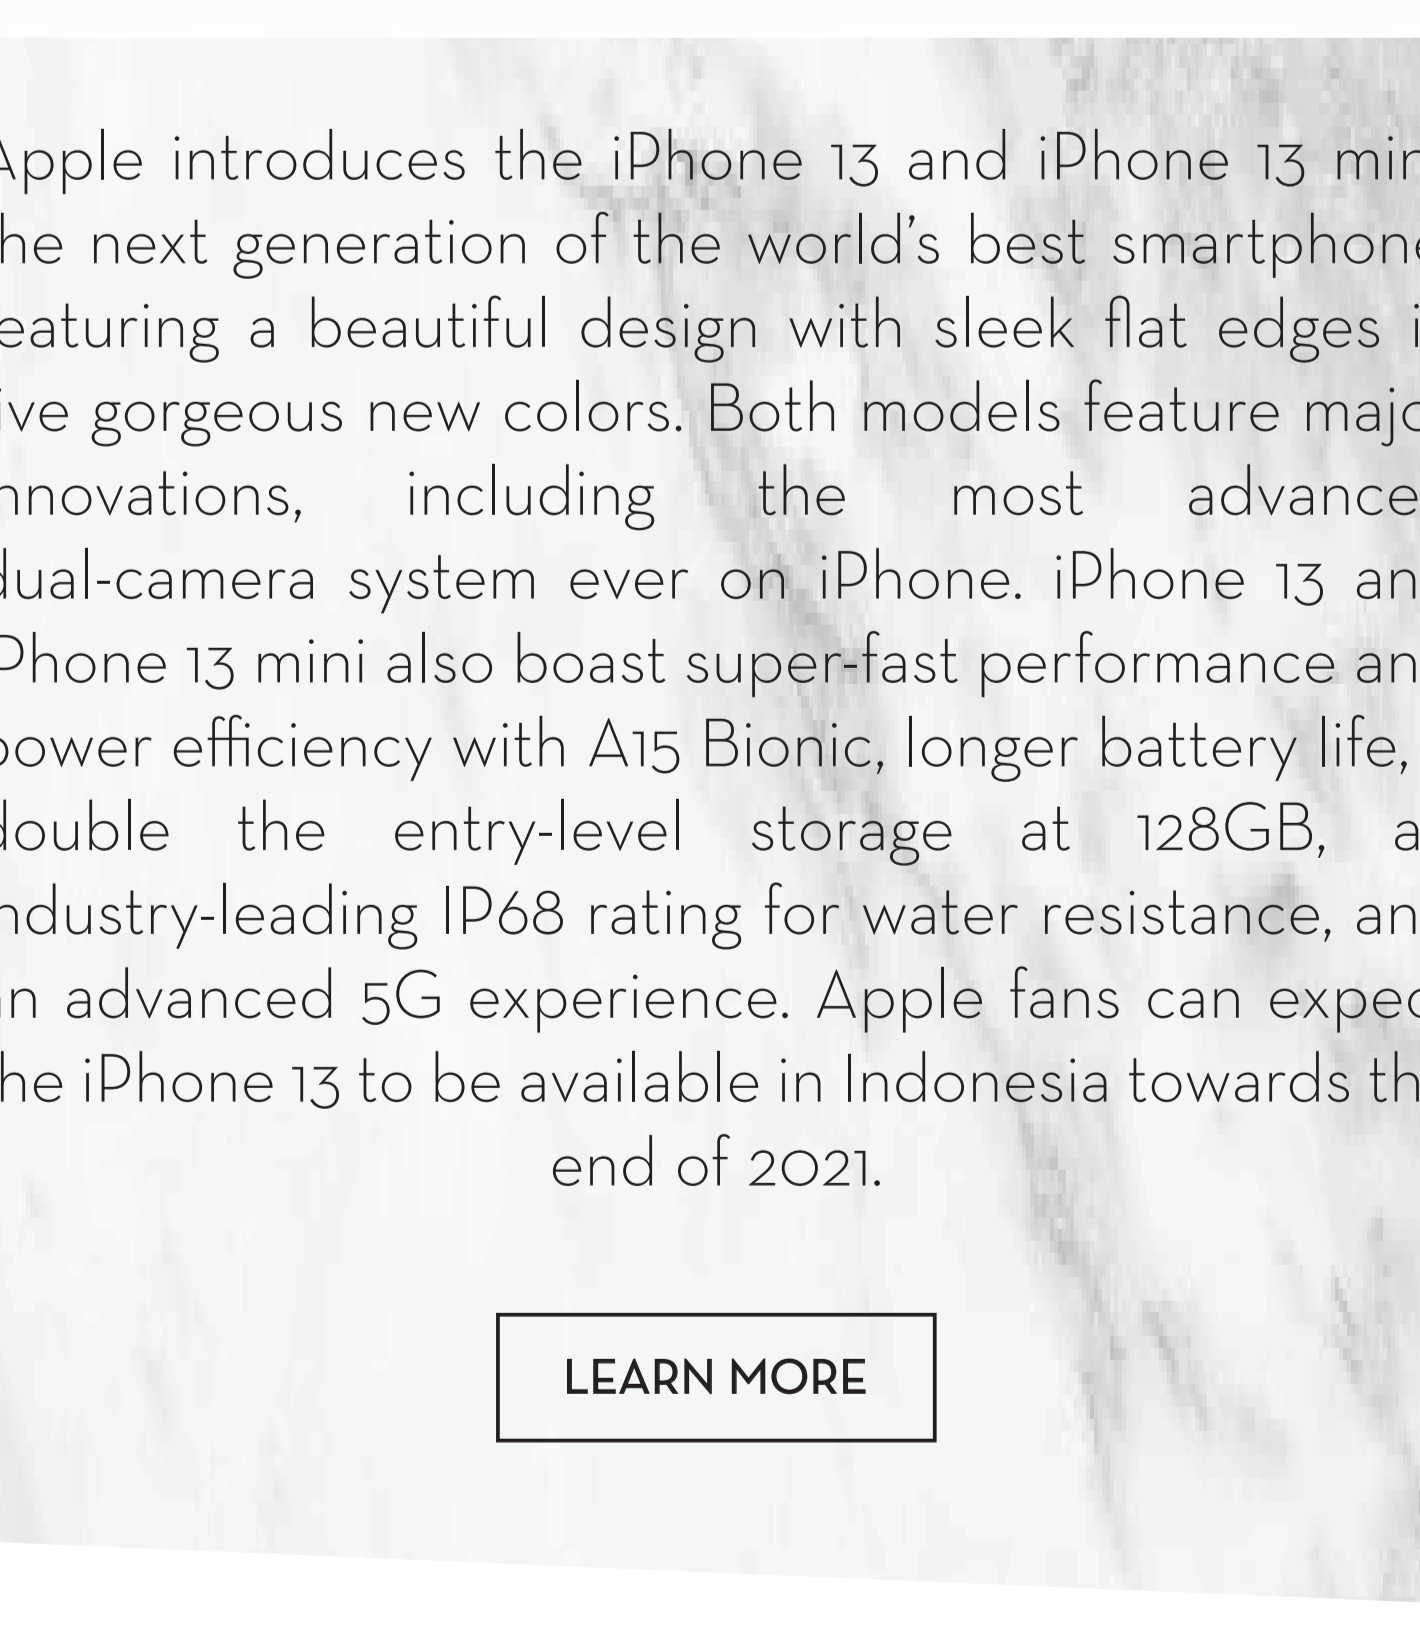 Apple introduces the iPhone 13 and iPhone 13 min
he next generation of the world’s best smartphone
eaturing a beautiful design with sleek flat edges i
ive gorgeous new colors. Both models feature majo
nnovations, including the most advance
dual-camera system ever on iPhone. iPhone 13 an
Phone 13 mini also boast super-fast performance an
power efficiency with A15 Bionic, longer battery life,
double the entry-level storage at 128GB, a
ndustry-leading IP68 rating for water resistance, an
an advanced 5G experience. Apple fans can expec
he iPhone 13 to be available in Indonesia towards th
end of 2021.
LEARN MORE